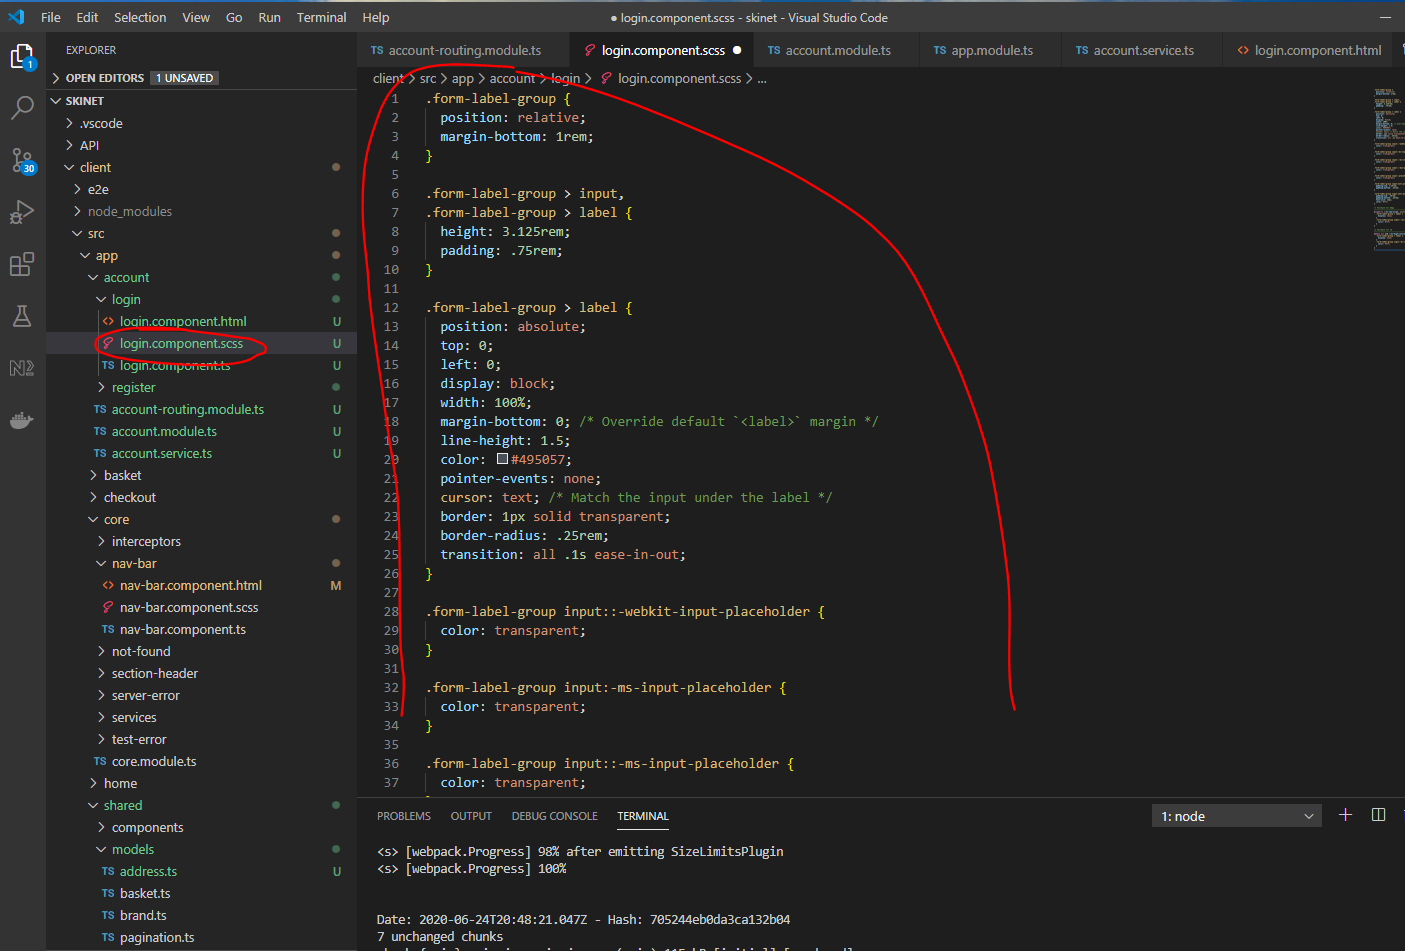 File Edit Selection View Go Run Terminal Help
● login.component.scss - skinet - Visual Studio Code
EXPLORER
OPEN EDITORS 1 UNSAVED
SKINET
.vscode
API
client
e2e
node_modules
src
app
account
login
login.component.html U
login.component.scss U
TS login.component.ts U
register
TS account-routing.module.ts U
TS account.module.ts U
TS account.service.ts U
basket
checkout
core
interceptors
nav-bar
nav-bar.component.html M
nav-bar.component.scss
TS nav-bar.component.ts
not-found
section-header
server-error
services
test-error
TS core.module.ts
home
shared
components
models
TS address.ts U
TS basket.ts
TS brand.ts
TS pagination.ts
1
30
TS account-routing.module.ts login.component.scss ● TS account.module.ts TS app.module.ts TS account.service.ts <> login.component.html
client > src > app > account > login > login.component.scss > ...
1 .form-label-group {
2 position: relative;
3 margin-bottom: 1rem;
4 }
5
6 .form-label-group > input,
7 .form-label-group > label {
8 height: 3.125rem;
9 padding: .75rem;
10 }
11
12 .form-label-group > label {
13 position: absolute;
14 top: 0;
15 left: 0;
16 display: block;
17 width: 100%;
18 margin-bottom: 0; /* Override default `<label>` margin */
19 line-height: 1.5;
20 color: #495057;
21 pointer-events: none;
22 cursor: text; /* Match the input under the label */
23 border: 1px solid transparent;
24 border-radius: .25rem;
25 transition: all .1s ease-in-out;
26 }
27
28 .form-label-group input::-webkit-input-placeholder {
29 color: transparent;
30 }
31
32 .form-label-group input:-ms-input-placeholder {
33 color: transparent;
34 }
35
36 .form-label-group input::-ms-input-placeholder {
37 color: transparent;
PROBLEMS OUTPUT DEBUG CONSOLE TERMINAL 1: node
<s> [webpack.Progress] 98% after emitting SizeLimitsPlugin
<s> [webpack.Progress] 100%
Date: 2020-06-24T20:48:21.047Z - Hash: 705244eb0da3ca132b04
7 unchanged chunks